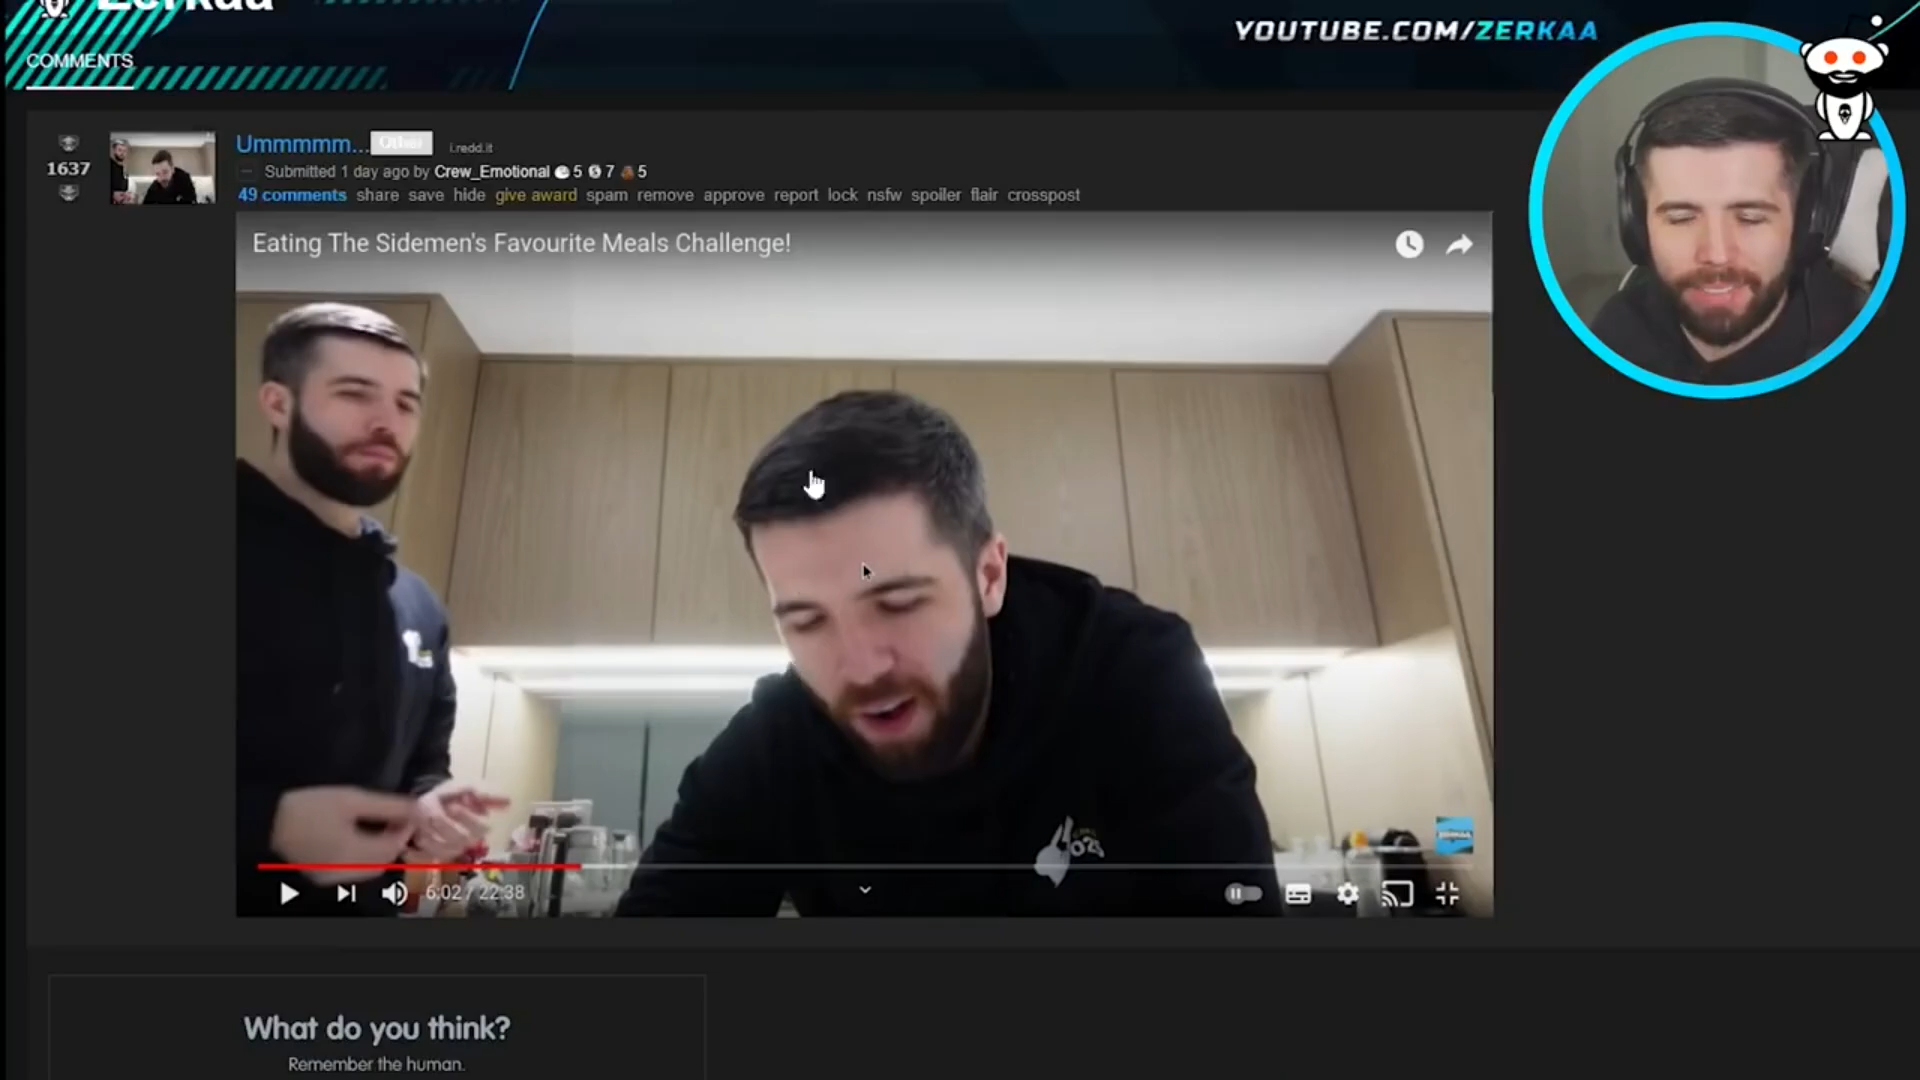 Zerkaa
YOUTUBE.COM/ZERKAA
COMMENTS
1637
Ummmmm... Other i.redd.it
Submitted 1 day ago by Crew_Emotional 5 7 5
49 comments share save hide give award spam remove approve report lock nsfw spoiler flair crosspost
Eating The Sidemen's Favourite Meals Challenge!
6:02 / 22:38
What do you think?
Remember the human.